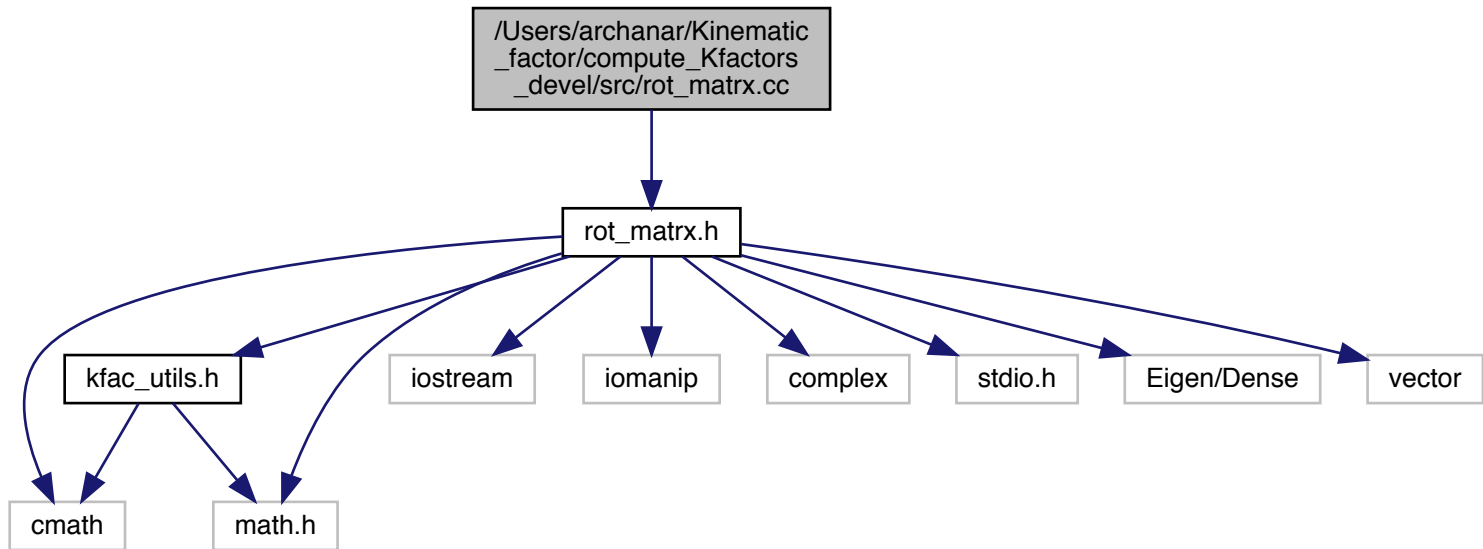 /Users/archanar/Kinematic
_factor/compute_Kfactors
_devel/src/rot_matrx.cc
rot_matrx.h
kfac_utils.h
iostream
iomanip
complex
stdio.h
Eigen/Dense
vector
cmath
math.h